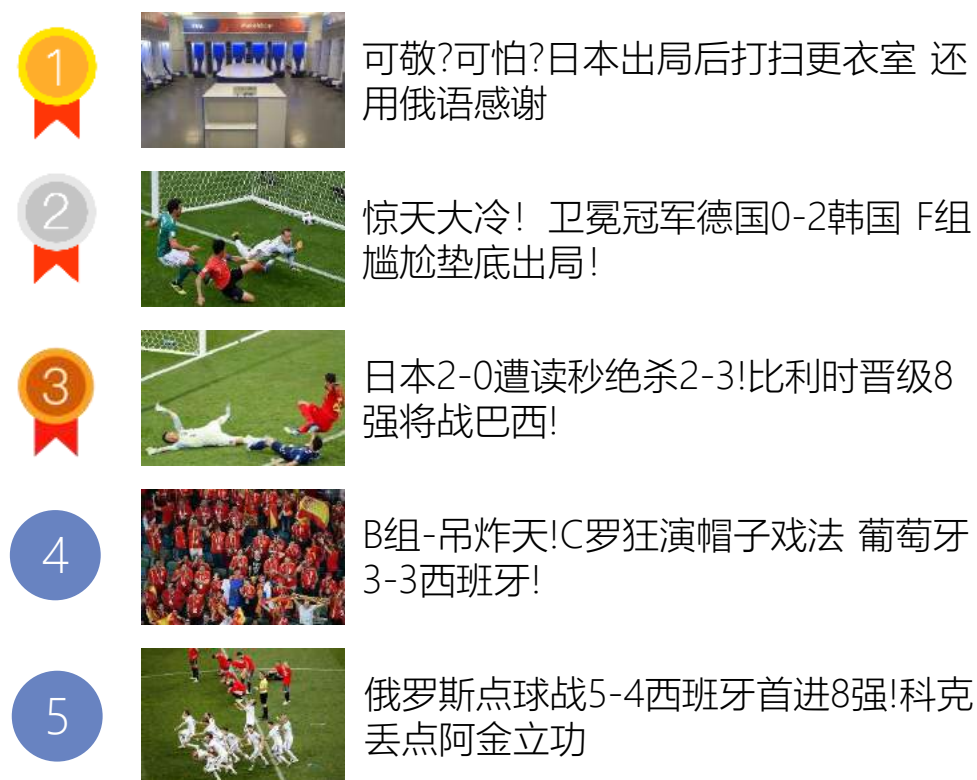 1
可敬?可怕?日本出局后打扫更衣室 还
用俄语感谢
2
惊天大冷！卫冕冠军德国0-2韩国 F组
尴尬垫底出局！
3
日本2-0遭读秒绝杀2-3!比利时晋级8
强将战巴西!
4
B组-吊炸天!C罗狂演帽子戏法 葡萄牙
3-3西班牙!
5
俄罗斯点球战5-4西班牙首进8强!科克
丢点阿金立功